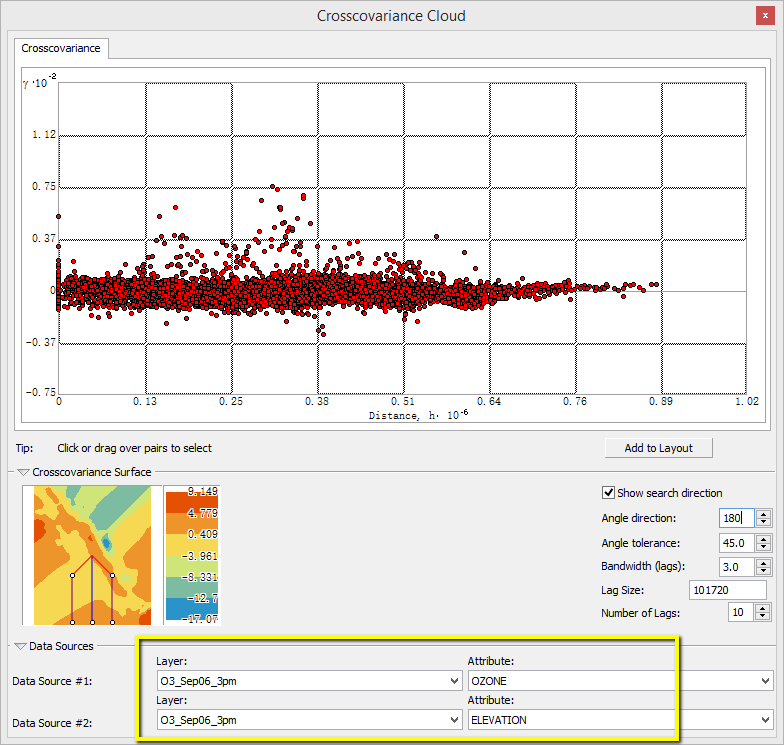 Crosscovariance Cloud
x
Crosscovariance
γ·10⁻²
1.12
0.75
0.37
0
-0.37
-0.75
0 0.13 0.25 0.38 0.51 0.64 0.76 0.89 1.02
Distance, h·10⁻⁶
Tip: Click or drag over pairs to select
Add to Layout
Crosscovariance Surface
9.149
4.779
0.409
-3.961
-8.331
-12.7
-17.07
Show search direction
Angle direction: 180
Angle tolerance: 45.0
Bandwidth (lags): 3.0
Lag Size: 101720
Number of Lags: 10
Data Sources
Layer: Attribute:
Data Source #1: O3_Sep06_3pm OZONE
Layer: Attribute:
Data Source #2: O3_Sep06_3pm ELEVATION